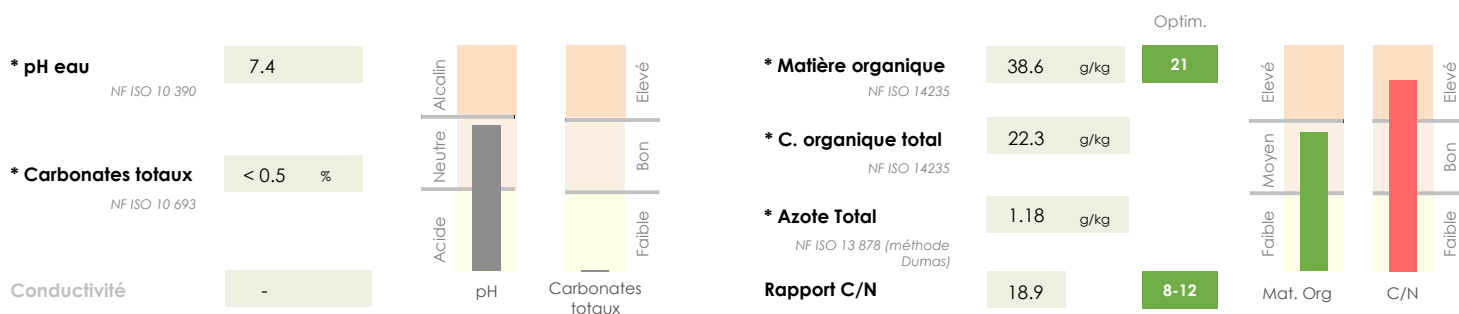 * pH eau
7.4
NF ISO 10 390
* Carbonates totaux
< 0.5 %
NF ISO 10 693
Conductivité
-
Alcalin
Neutre
Acide
Elevé
Bon
Faible
pH
Carbonates
totaux
Optim.
* Matière organique
38.6 g/kg
21
NF ISO 14235
* C. organique total
22.3 g/kg
NF ISO 14235
* Azote Total
1.18 g/kg
NF ISO 13 878 (méthode
Dumas)
Rapport C/N
18.9
8-12
Elevé
Moyen
Faible
Elevé
Bon
Faible
Mat. Org
C/N